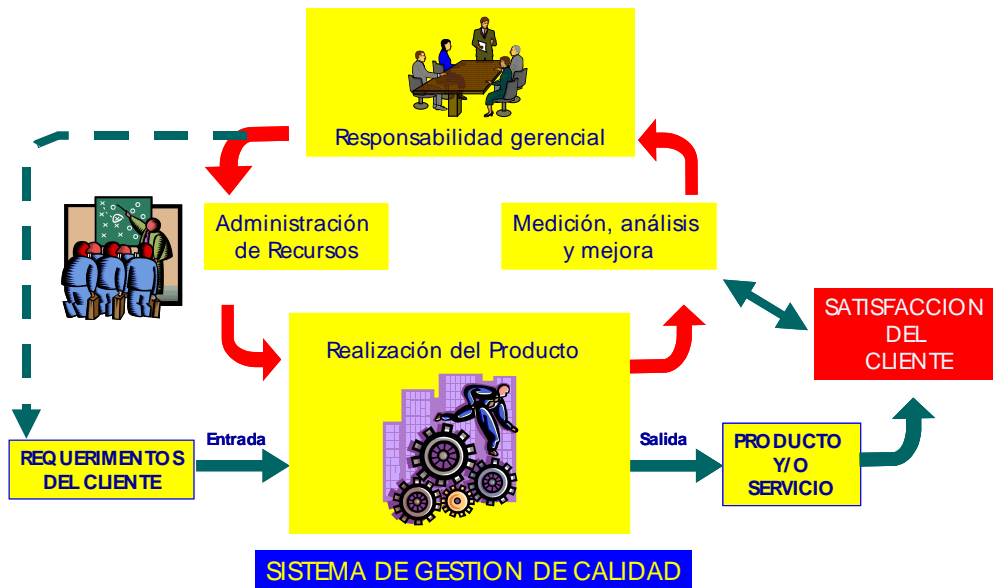 Responsabilidad gerencial
Administración
de Recursos
Medición, análisis
y mejora
SATISFACCION
DEL
CLIENTE
Realización del Producto
Entrada
Salida
REQUERIMENTOS
DEL CLIENTE
PRODUCTO
Y/O
SERVICIO
SISTEMA DE GESTION DE CALIDAD